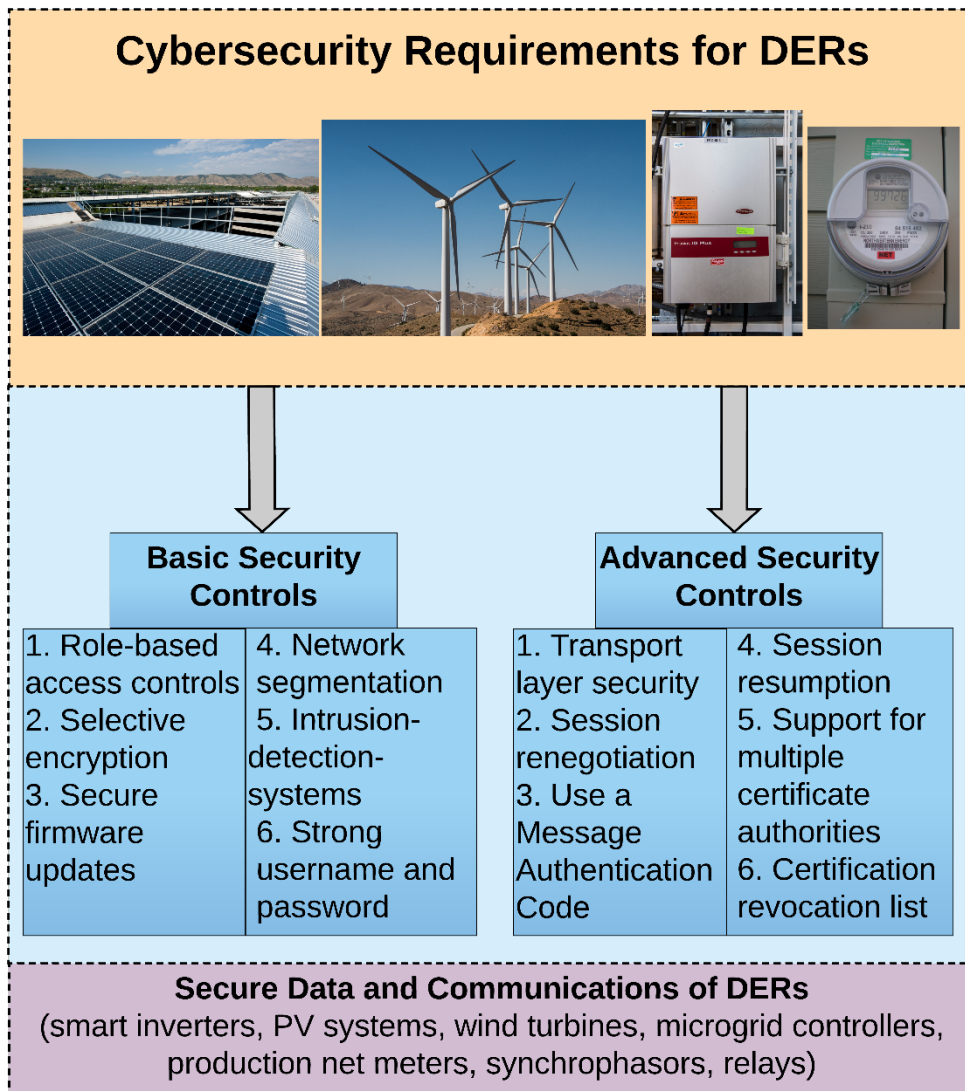 Cybersecurity Requirements for DERs
NET
Basic Security
Controls
1. Role-based
access controls
2. Selective
encryption
3. Secure
firmware
updates
4. Network
segmentation
5. Intrusion-
detection-
systems
6. Strong
username and
password
Advanced Security
Controls
1. Transport
layer security
2. Session
renegotiation
3. Use a
Message
Authentication
Code
4. Session
resumption
5. Support for
multiple
certificate
authorities
6. Certification
revocation list
Secure Data and Communications of DERs
(smart inverters, PV systems, wind turbines, microgrid controllers,
production net meters, synchrophasors, relays)